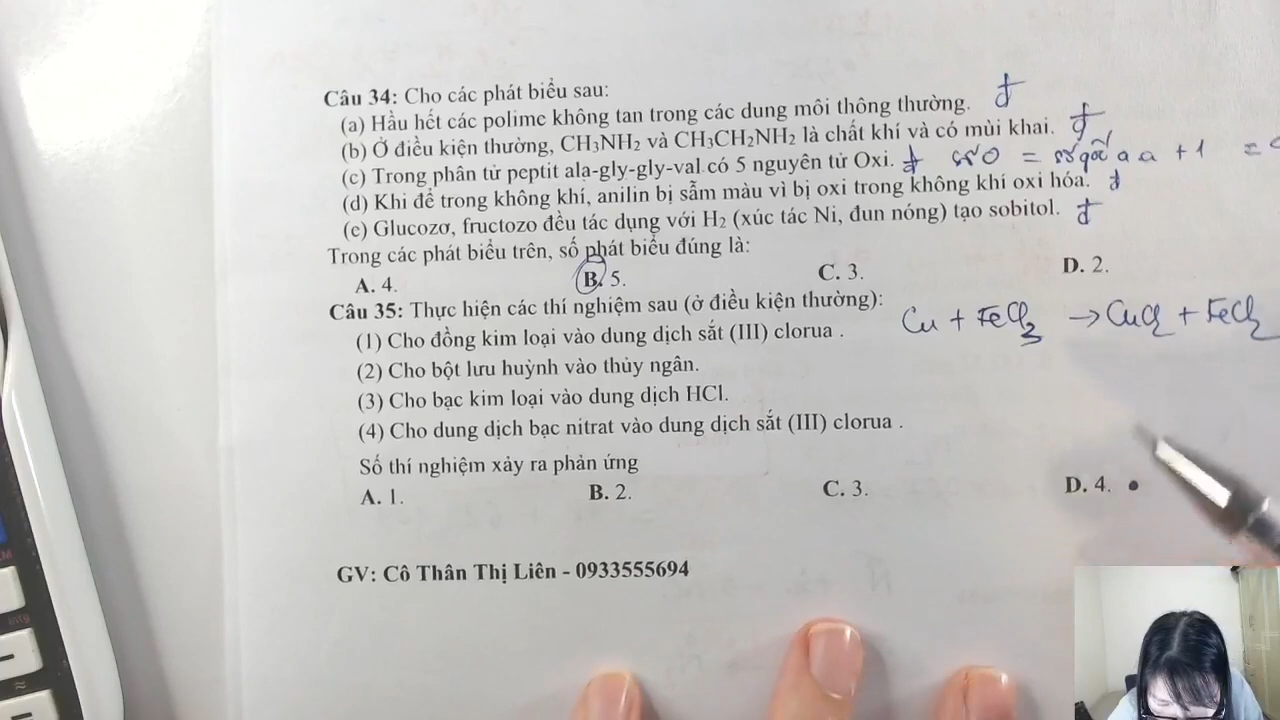 Câu 34: Cho các phát biểu sau:
(a) Hầu hết các polime không tan trong các dung môi thông thường. đ
(b) Ở điều kiện thường, CH3NH2 và CH3CH2NH2 là chất khí và có mùi khai. đ
(c) Trong phân tử peptit ala-gly-gly-val có 5 nguyên tử Oxi. đ số O = số gốc aa + 1 =
(d) Khi để trong không khí, anilin bị sẫm màu vì bị oxi trong không khí oxi hóa. đ
(e) Glucozơ, fructozơ đều tác dụng với H2 (xúc tác Ni, đun nóng) tạo sobitol. đ
Trong các phát biểu trên, số phát biểu đúng là:
A. 4. B. 5. C. 3. D. 2.
Câu 35: Thực hiện các thí nghiệm sau (ở điều kiện thường):
(1) Cho đồng kim loại vào dung dịch sắt (III) clorua . Cu + FeCl3 → CuCl2 + FeCl2
(2) Cho bột lưu huỳnh vào thủy ngân.
(3) Cho bạc kim loại vào dung dịch HCl.
(4) Cho dung dịch bạc nitrat vào dung dịch sắt (III) clorua .
Số thí nghiệm xảy ra phản ứng
A. 1. B. 2. C. 3. D. 4.
GV: Cô Thân Thị Liên - 0933555694